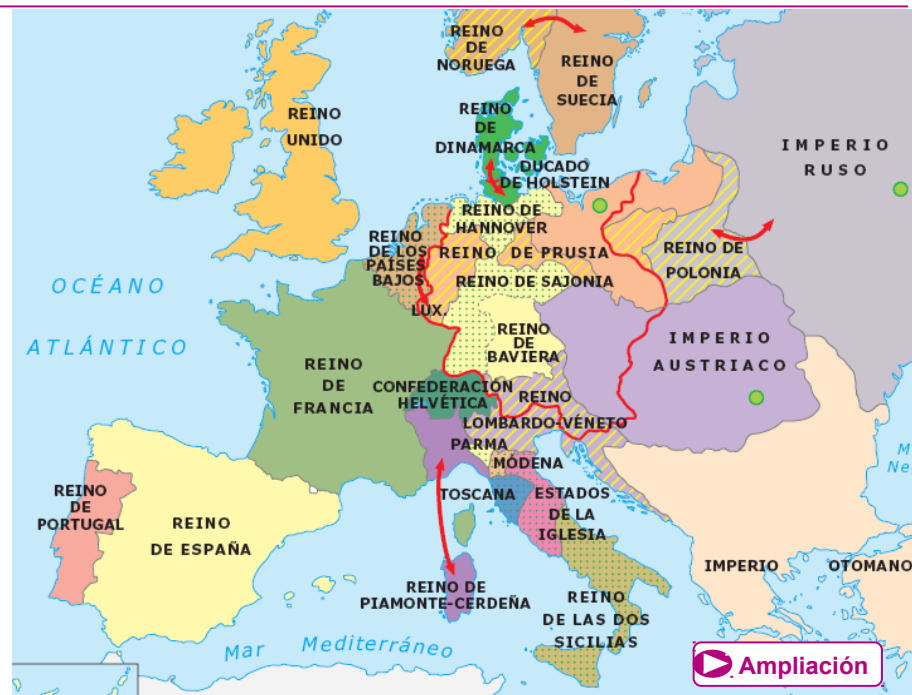 REINO
DE
NORUEGA
REINO
DE
SUECIA
REINO
UNIDO
REINO
DE
DINAMARCA
DUCADO
DE HOLSTEIN
IMPERIO
RUSO
REINO DE
HANNOVER
REINO
DE LOS
PAÍSES
BAJOS
REINO DE PRUSIA
REINO DE
POLONIA
REINO DE SAJONIA
LUX.
OCÉANO
ATLÁNTICO
REINO
DE
BAVIERA
IMPERIO
AUSTRIACO
REINO
DE
FRANCIA
CONFEDERACIÓN
HELVÉTICA
REINO
LOMBARDO-VÉNETO
PARMA
MÓDENA
M
Ne
REINO
DE
PORTUGAL
REINO
DE ESPAÑA
TOSCANA
ESTADOS
DE LA
IGLESIA
IMPERIO OTOMANO
REINO DE
PIAMONTE-CERDEÑA
REINO
DE LAS DOS
SICILIAS
Mar Mediterráneo
Ampliación